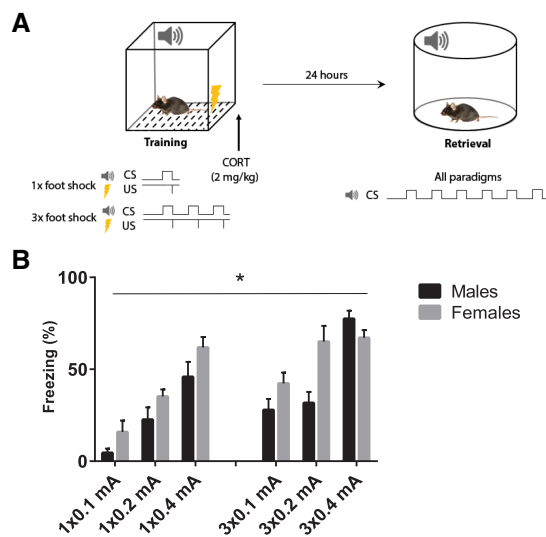 A
24 hours
Training
Retrieval
CORT
(2 mg/kg)
1x foot shock
CS
US
3x foot shock
CS
US
All paradigms
CS
B
*
100
50
0
Freezing (%)
Males
Females
1x0.1 mA
1x0.2 mA
1x0.4 mA
3x0.1 mA
3x0.2 mA
3x0.4 mA